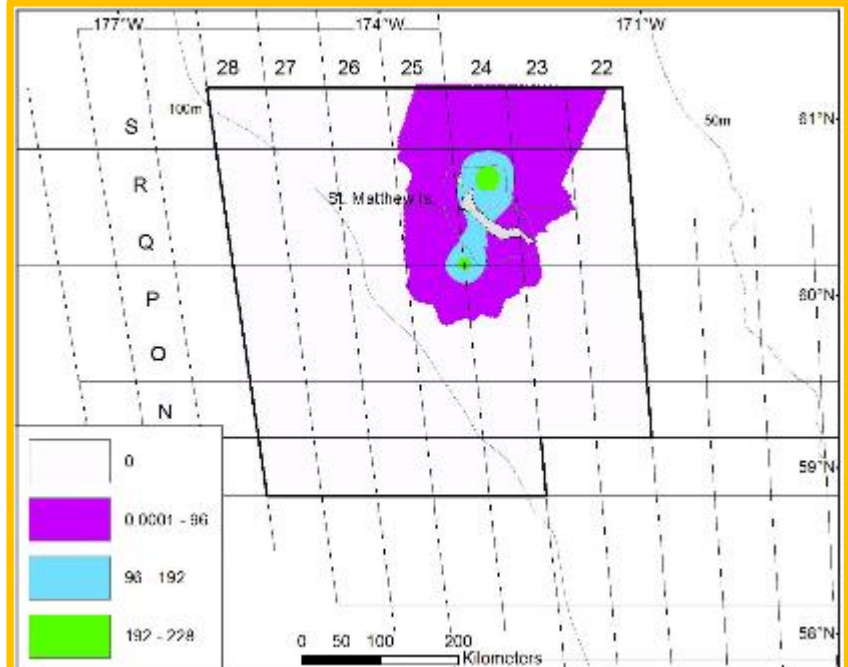 177°W 174°W 171°W
28 27 26 25 24 23 22
100m
50m
61°N
S
R
St. Matthew Is.
Q
60°N
P
O
N
59°N
0
0.0001 - 96
96 - 192
192 - 228
58°N
0 50 100 200
Kilometers